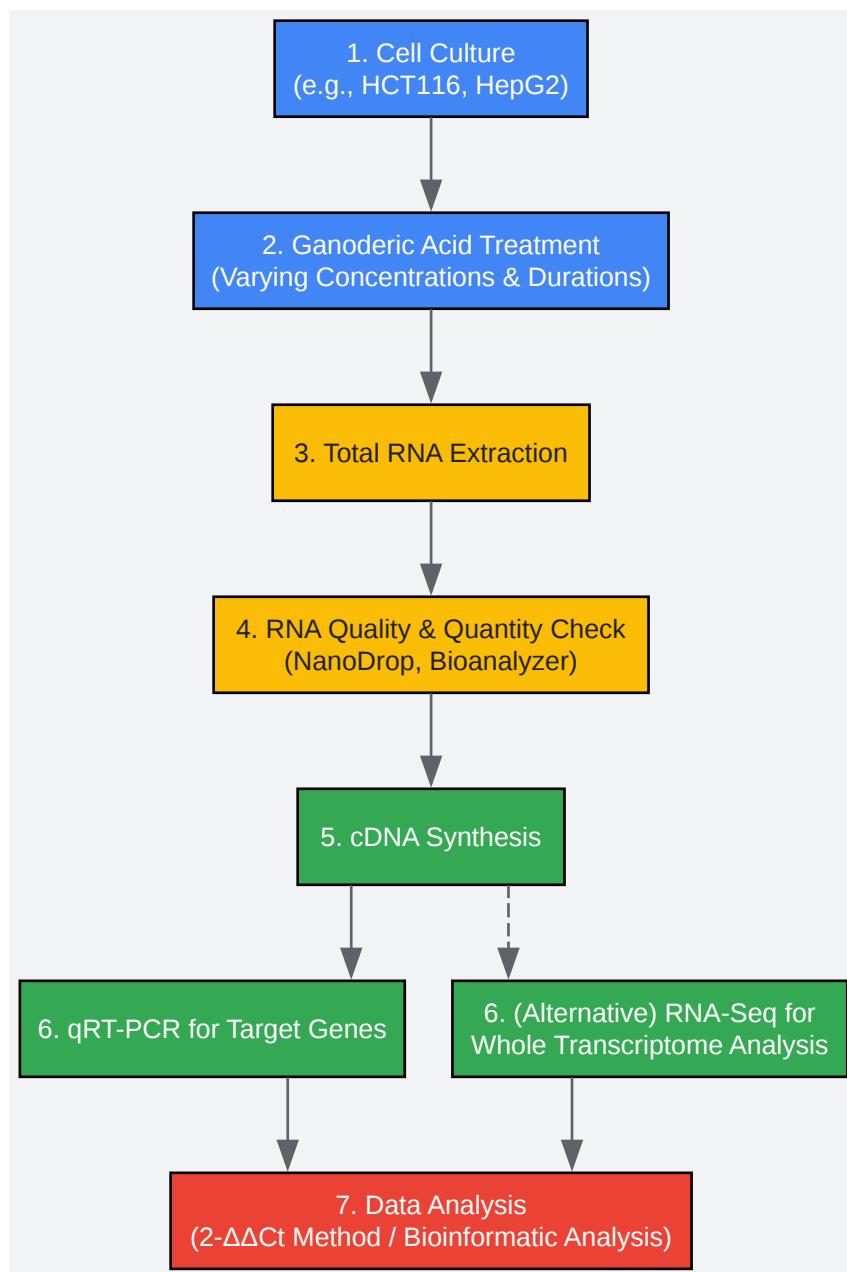 1. Cell Culture
(e.g., HCT116, HepG2)
2. Ganoderic Acid Treatment
(Varying Concentrations & Durations)
3. Total RNA Extraction
4. RNA Quality & Quantity Check
(NanoDrop, Bioanalyzer)
5. cDNA Synthesis
6. qRT-PCR for Target Genes
6. (Alternative) RNA-Seq for
Whole Transcriptome Analysis
7. Data Analysis
(2-ΔΔCt Method / Bioinformatic Analysis)